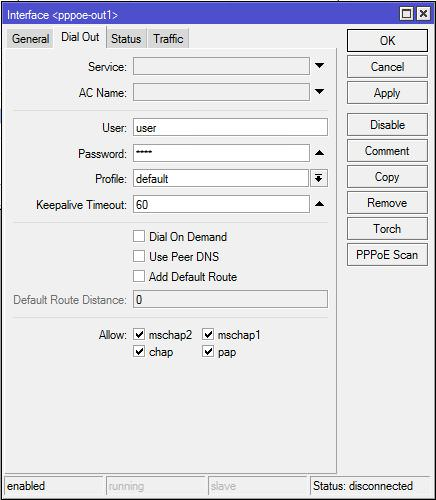 Interface <pppoe-out1>
General Dial Out Status Traffic
OK
Service:
Cancel
AC Name:
Apply
User: user
Disable
Password: ****
Comment
Profile: default
Copy
Keepalive Timeout: 60
Remove
Dial On Demand
Torch
Use Peer DNS
PPPoE Scan
Add Default Route
Default Route Distance: 0
Allow: mschap2 mschap1
chap pap
enabled running slave Status: disconnected